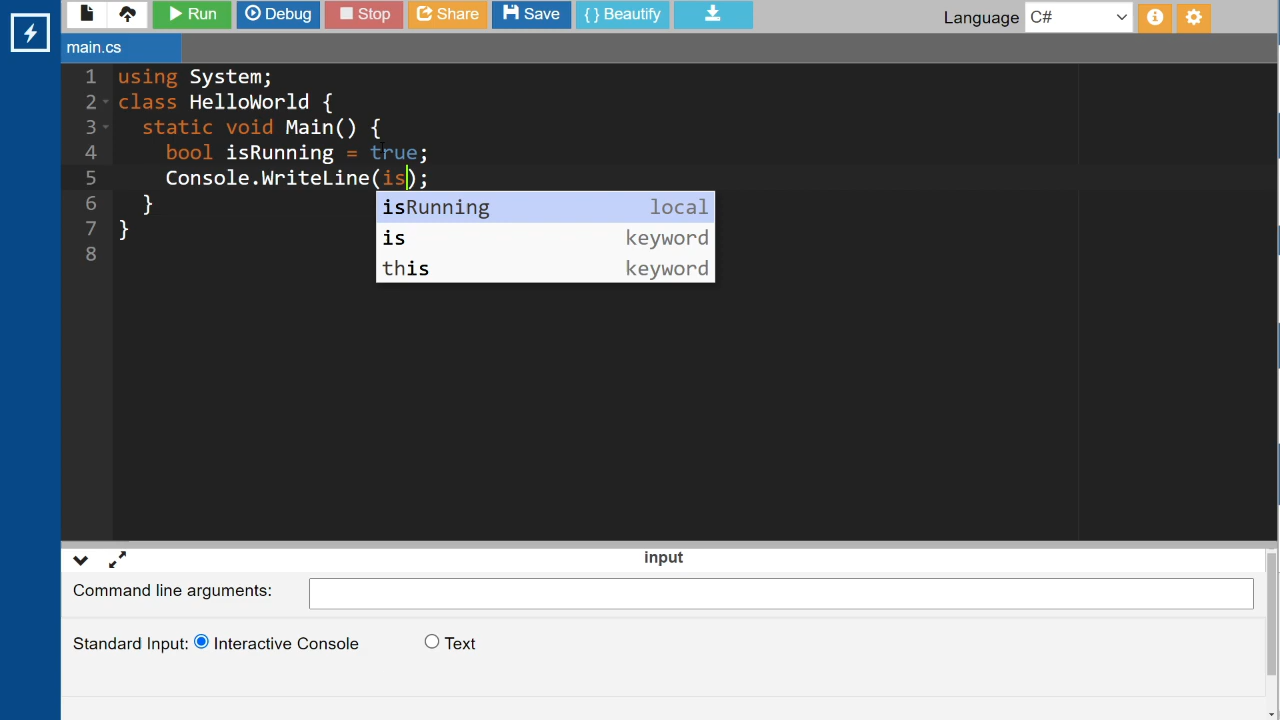 Run Debug Stop Share Save { } Beautify Language C#
main.cs
1 using System;
2 class HelloWorld {
3 static void Main() {
4 bool isRunning = true;
5 Console.WriteLine(is);
6 }
7 }
8
isRunning local
is keyword
this keyword
input
Command line arguments:
Standard Input: Interactive Console Text